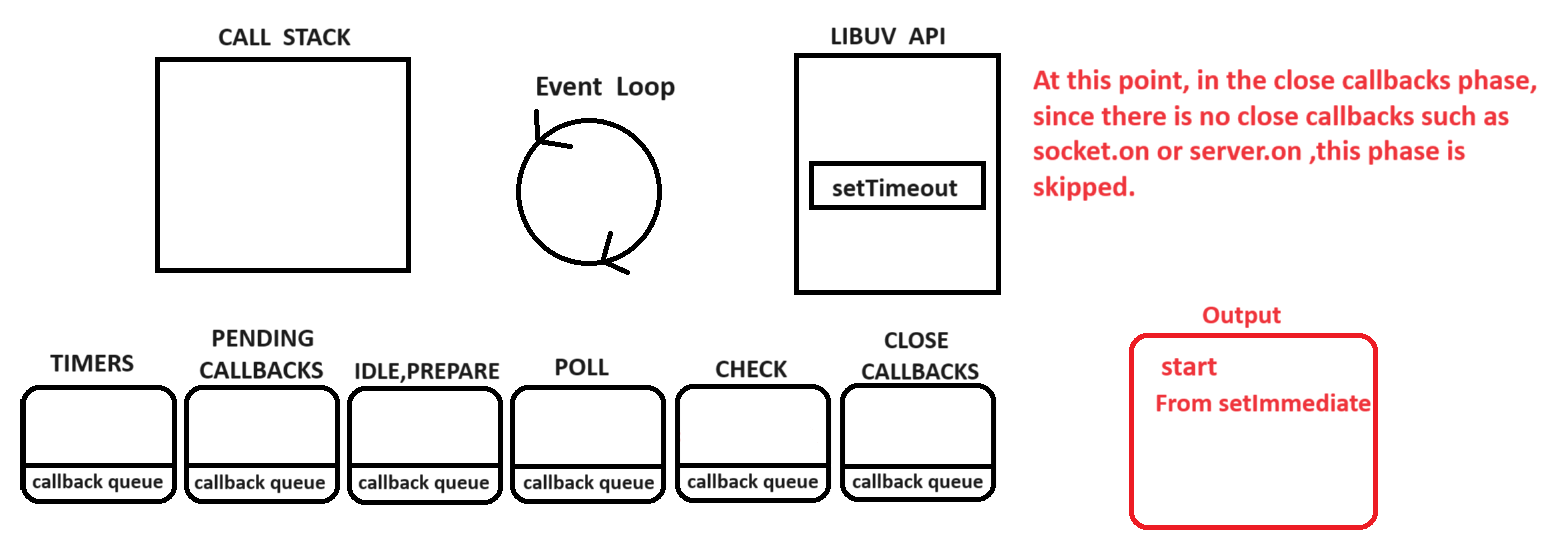 CALL STACK
Event Loop
LIBUV API
setTimeout
At this point, in the close callbacks phase,
since there is no close callbacks such as
socket.on or server.on ,this phase is
skipped.
TIMERS
PENDING
CALLBACKS
IDLE,PREPARE
POLL
CHECK
CLOSE
CALLBACKS
callback queue
callback queue
callback queue
callback queue
callback queue
callback queue
Output
start
From setImmediate